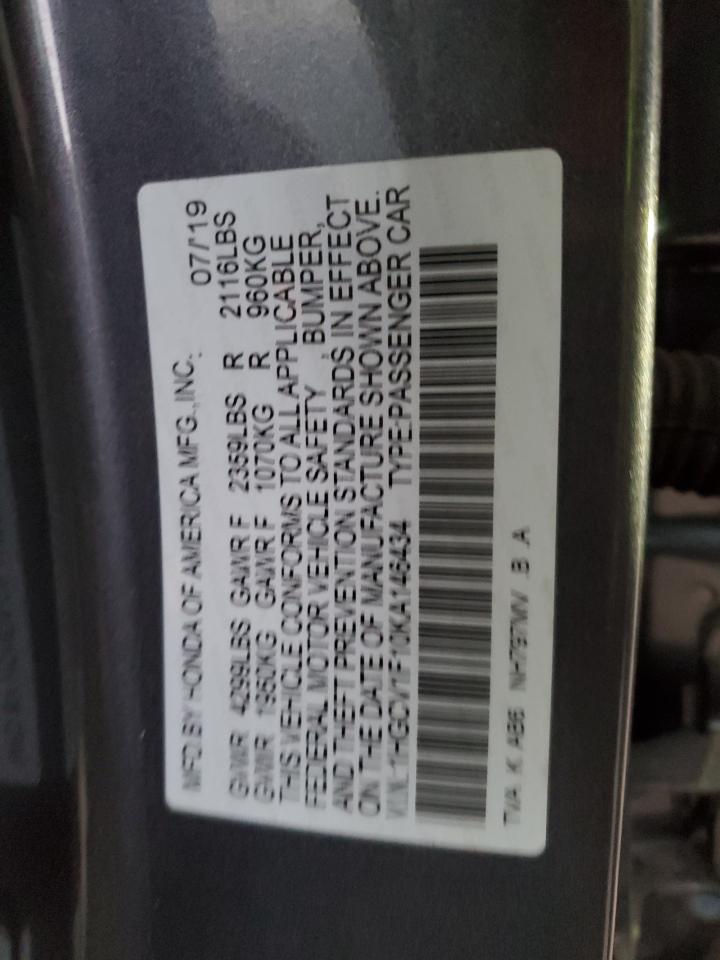 MFD BY HONDA OF AMERICA MFG.,INC. 07/19
GVWR 4299LBS GAWR F 2359LBS R 2116LBS
GVWR 1950KG GAWR F 1070KG R 960KG
THIS VEHICLE CONFORMS TO ALL APPLICABLE
FEDERAL MOTOR VEHICLE SAFETY , BUMPER,
AND THEFT PREVENTION STANDARDS IN EFFECT
ON THE DATE OF MANUFACTURE SHOWN ABOVE.
V.I.N.: 1HGCV1F10KA146434 TYPE:PASSENGER CAR
TVA K AB6 NH797MV B A